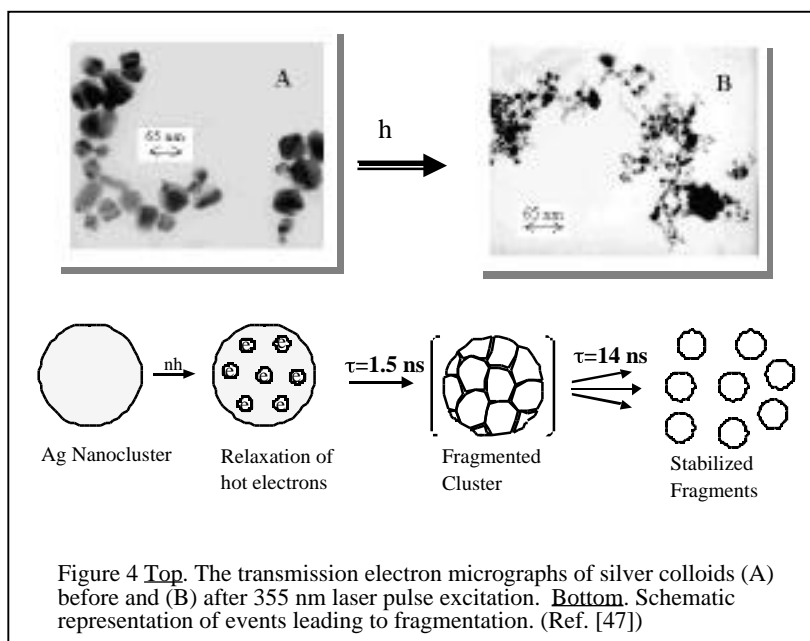 A
B
65 nm
h
65 nm
nh
e e
e e e
e e
τ=1.5 ns
τ=14 ns
Ag Nanocluster
Relaxation of
hot electrons
Fragmented
Cluster
Stabilized
Fragments
Figure 4 Top. The transmission electron micrographs of silver colloids (A)
before and (B) after 355 nm laser pulse excitation. Bottom. Schematic
representation of events leading to fragmentation. (Ref. [47])